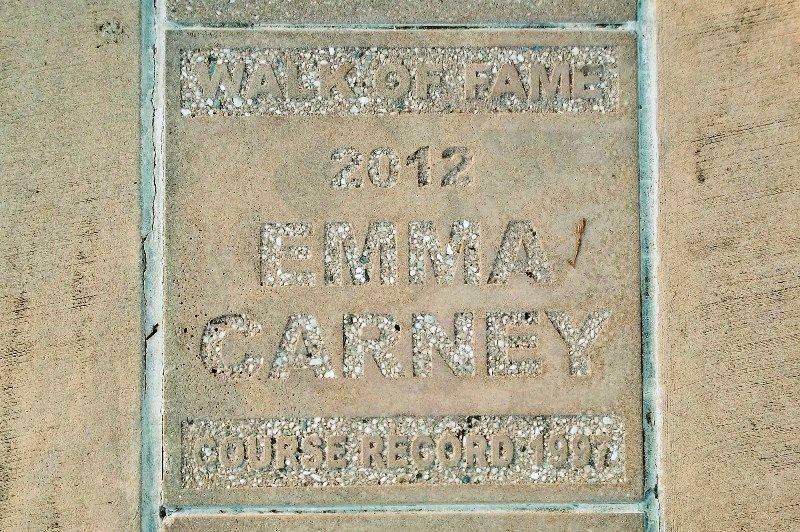 WALK OF FAME
2012
EMMA
CARNEY
COURSE RECORD 1997